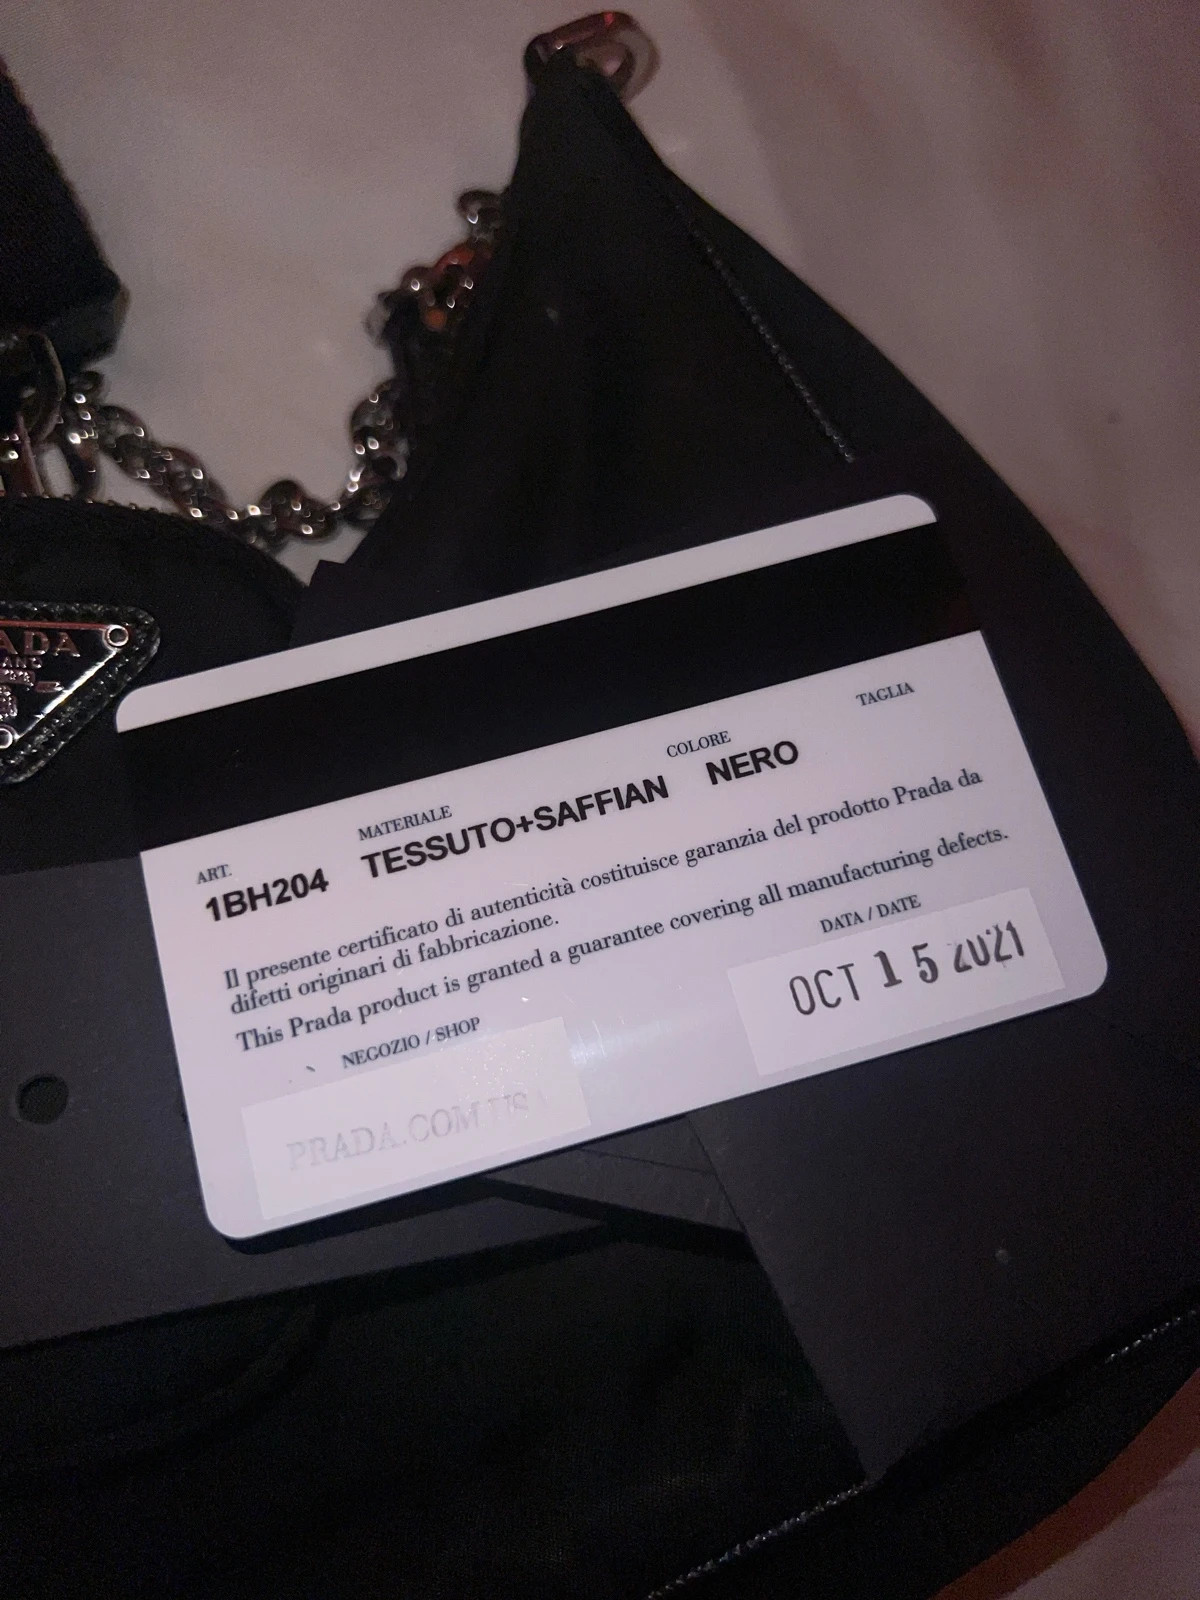 ADA
ART.
MATERIALE
COLORE
TAGLIA
1BH204
TESSUTO+SAFFIAN
NERO
Il presente certificato di autenticità costituisce garanzia del prodotto Prada da
difetti originari di fabbricazione.
This Prada product is granted a guarantee covering all manufacturing defects.
NEGOZIO / SHOP
DATA / DATE
PRADA.COM USA
OCT 15 2021